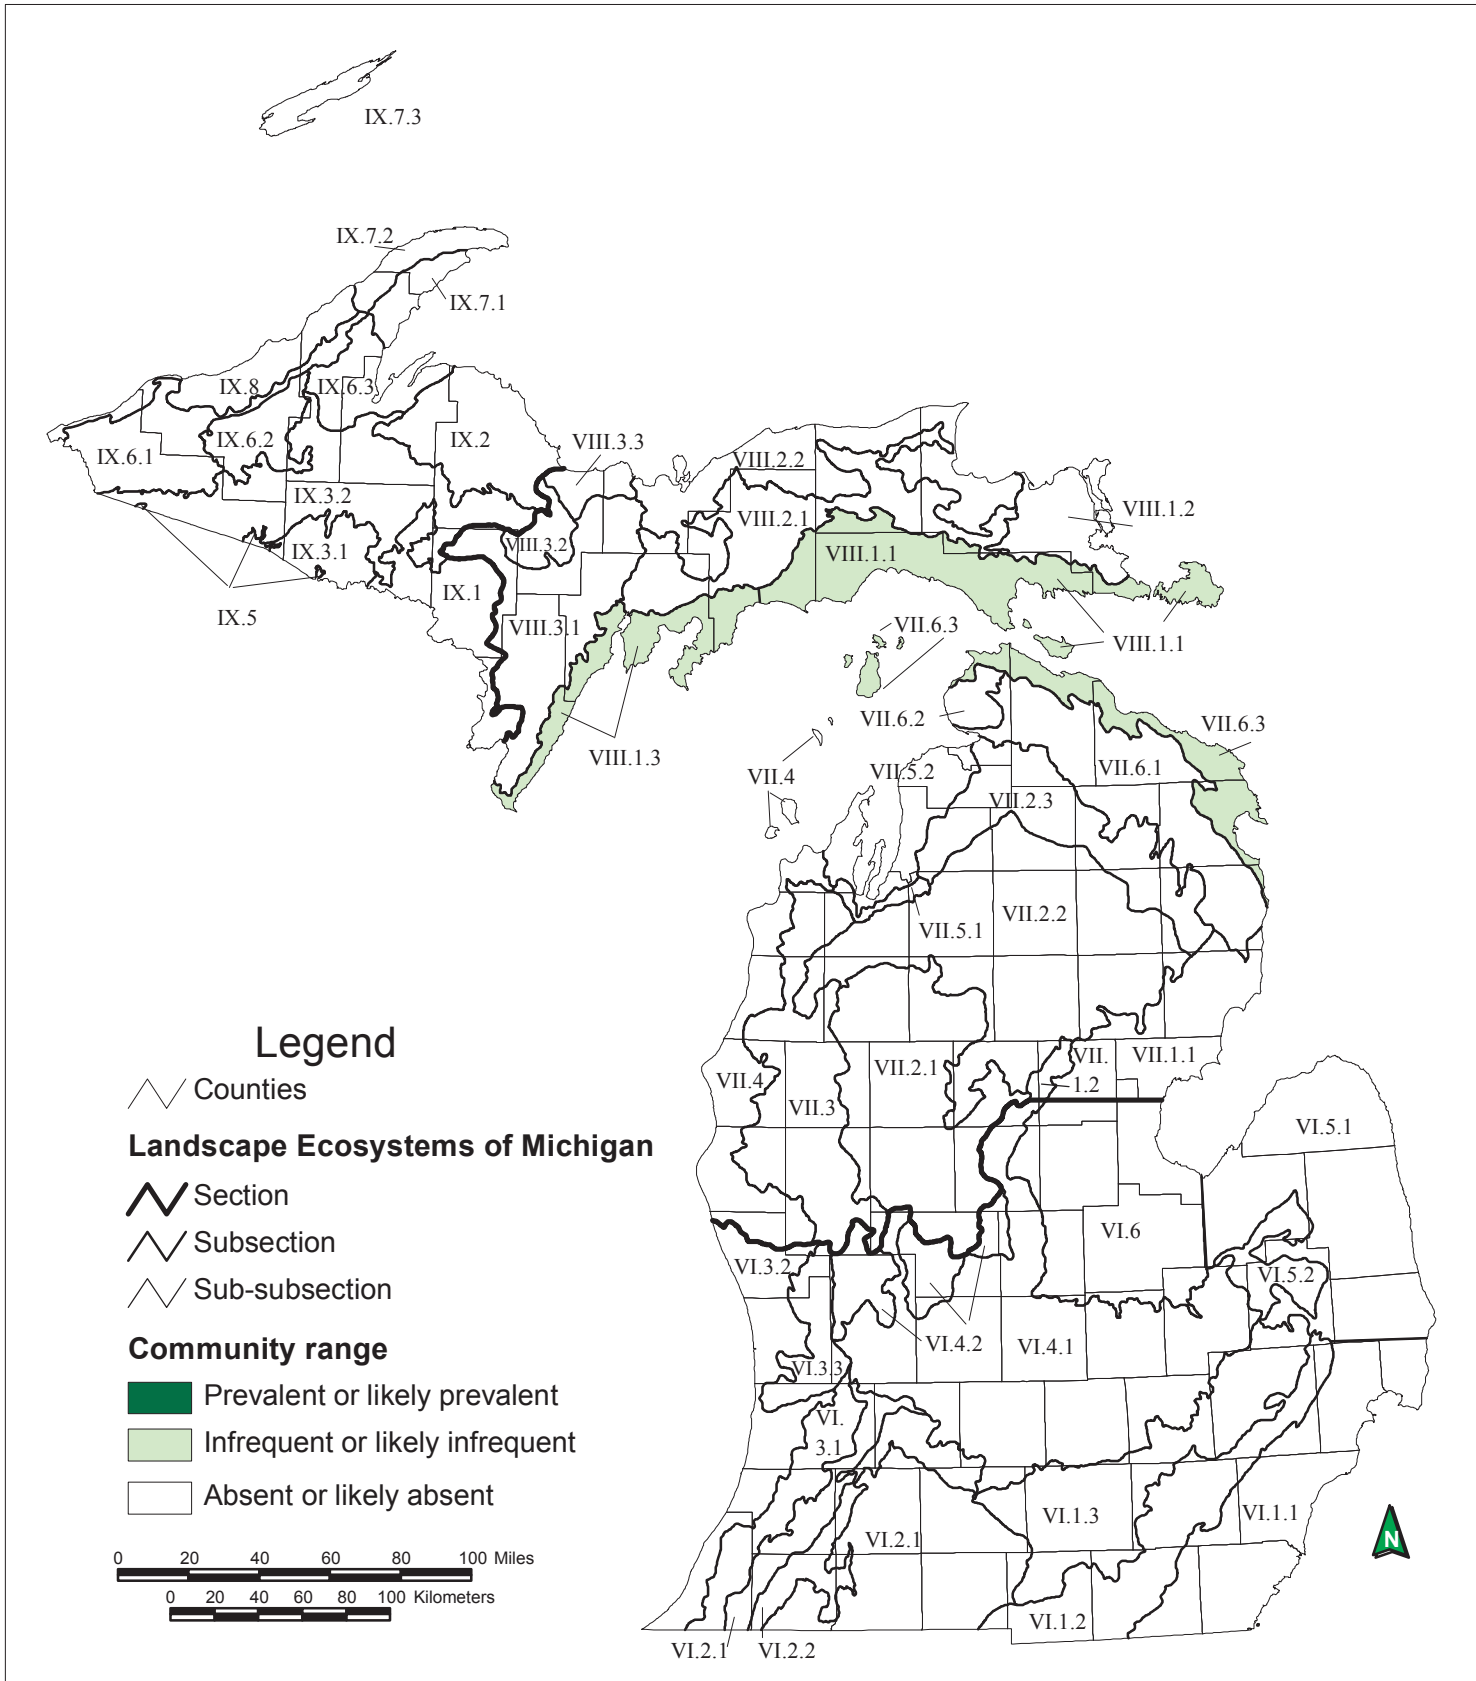 IX.7.3
IX.7.2
IX.7.1
IX.8
IX.6.3
IX.6.2
IX.2
IX.6.1
VIII.3.3
VIII.2.2
IX.3.2
VIII.1.2
VIII.2.1
IX.3.1
VIII.3.2
VIII.1.1
IX.1
IX.5
VIII.3.1
VII.6.3
VIII.1.1
VII.6.2
VII.6.3
VIII.1.3
VII.6.1
VII.4
VII.5.2
VII.2.3
VII.2.2
VII.5.1
Legend
Counties
Landscape Ecosystems of Michigan
Section
Subsection
Sub-subsection
Community range
Prevalent or likely prevalent
Infrequent or likely infrequent
Absent or likely absent
0 20 40 60 80 100 Miles
0 20 40 60 80 100 Kilometers
VII.4
VII.3
VII.2.1
VII.
1.2
VII.1.1
VI.5.1
VI.6
VI.3.2
VI.5.2
VI.4.2
VI.4.1
VI.3.3
VI.
3.1
VI.1.3
VI.1.1
VI.2.1
VI.1.2
VI.2.1
VI.2.2
N